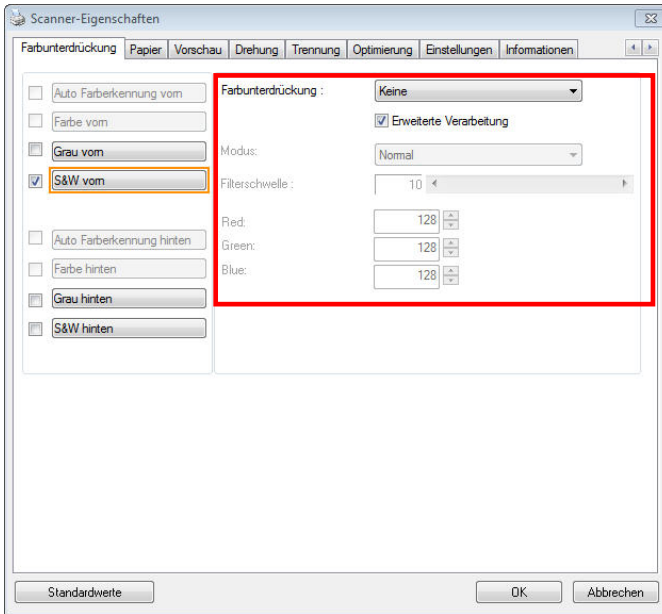 Scanner-Eigenschaften
Farbunterdrückung Papier Vorschau Drehung Trennung Optimierung Einstellungen Informationen
Auto Farberkennung vorn
Farbe vorn
Grau vorn
S&W vorn
Auto Farberkennung hinten
Farbe hinten
Grau hinten
S&W hinten
Farbunterdrückung : Keine
Erweiterte Verarbeitung
Modus: Normal
Filterschwelle : 10
Red: 128
Green: 128
Blue: 128
Standardwerte OK Abbrechen